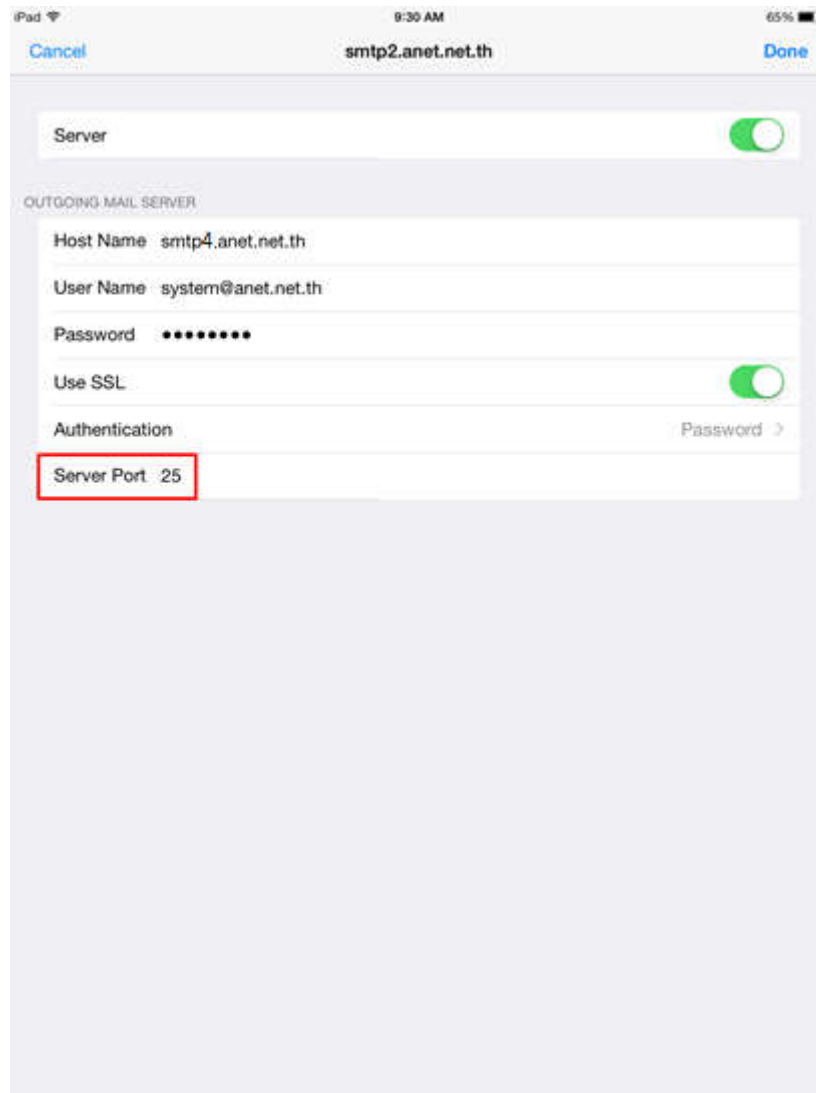 iPad 9:30 AM 65%
Cancel smtp2.anet.net.th Done
Server
OUTGOING MAIL SERVER
Host Name smtp4.anet.net.th
User Name system@anet.net.th
Password ••••••••
Use SSL
Authentication Password >
Server Port 25